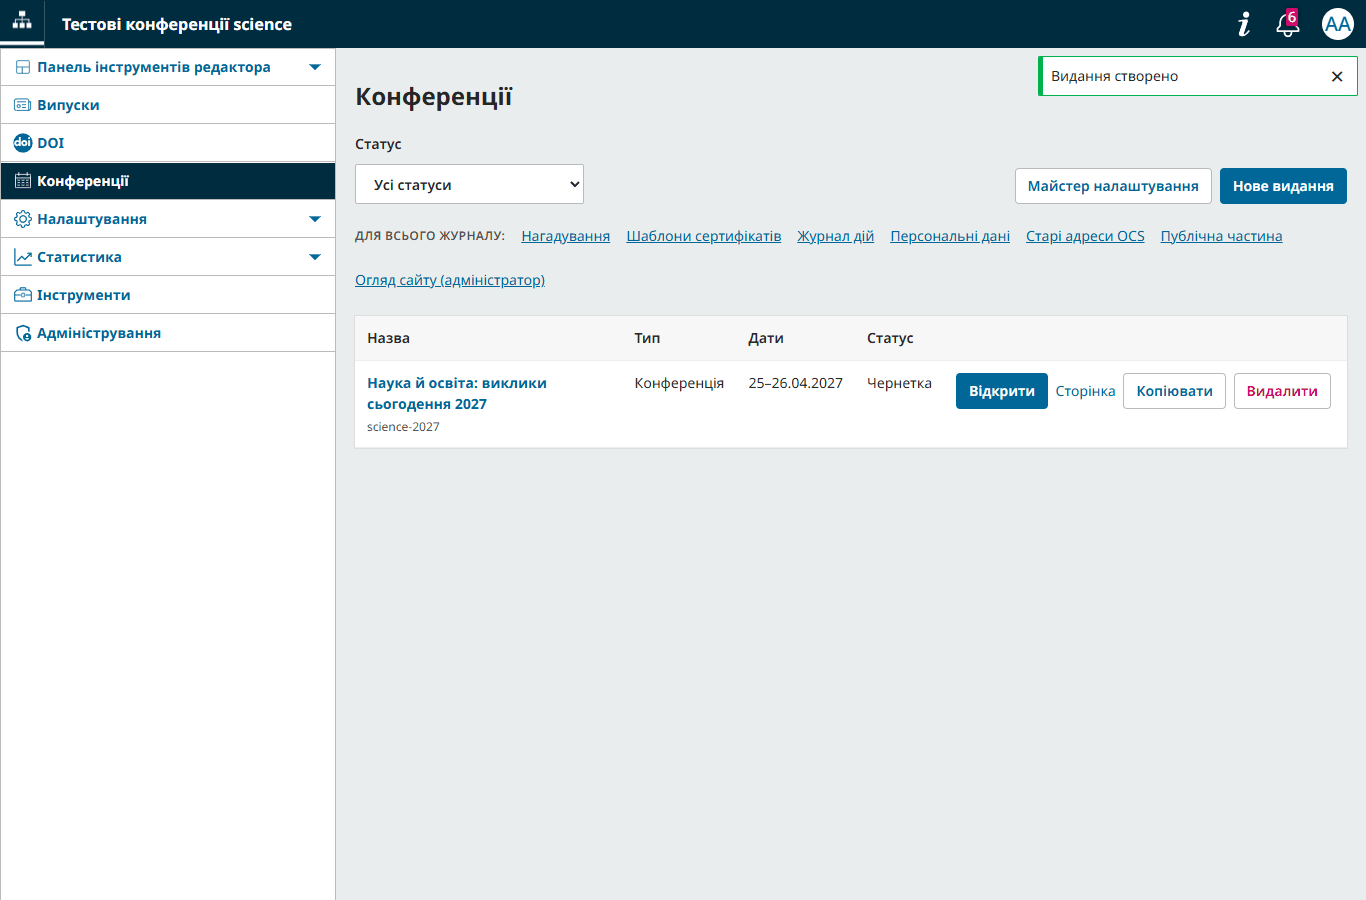 Тестові конференції science
6
AA
Панель інструментів редактора
Випуски
doi DOI
Конференції
Налаштування
Статистика
Інструменти
Адміністрування
Видання створено
Конференції
Статус
Усі статуси
Майстер налаштування
Нове видання
ДЛЯ ВСЬОГО ЖУРНАЛУ: Нагадування Шаблони сертифікатів Журнал дій Персональні дані Старі адреси OCS Публічна частина
Огляд сайту (адміністратор)
Назва Тип Дати Статус
Наука й освіта: виклики
сьогодення 2027
science-2027
Конференція
25–26.04.2027
Чернетка
Відкрити
Сторінка
Копіювати
Видалити